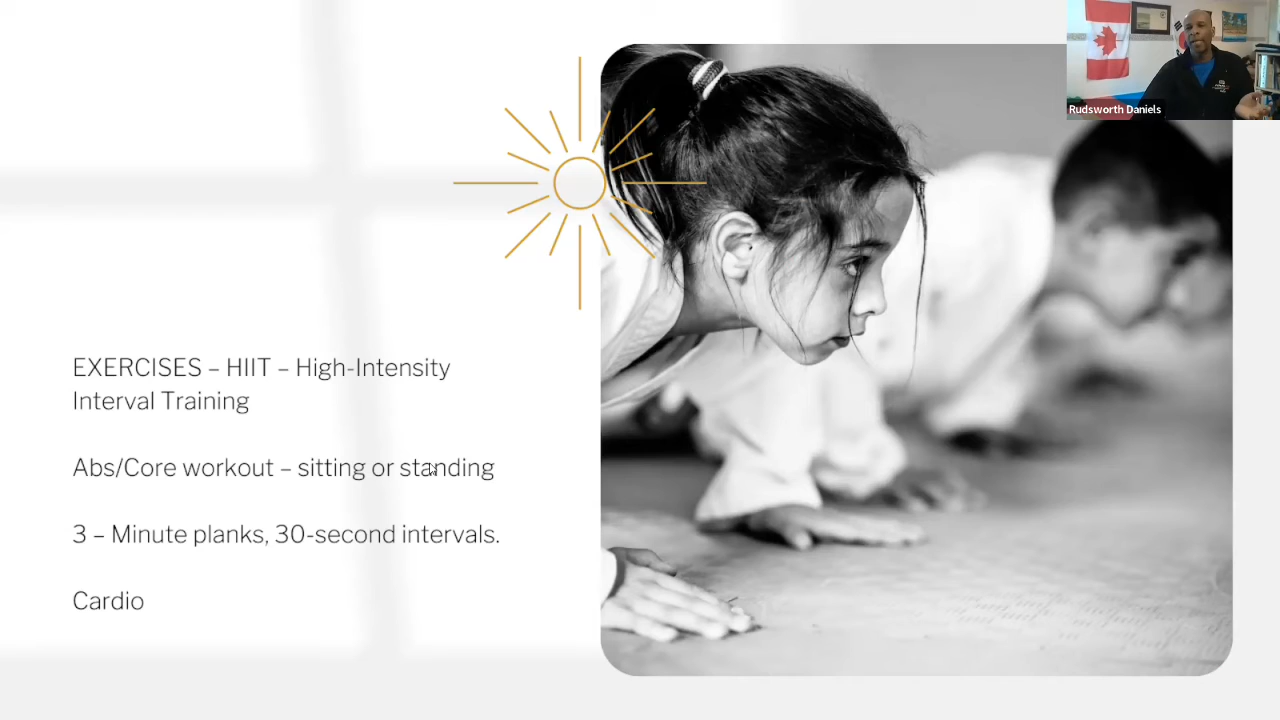 Rudsworth Daniels
EXERCISES – HIIT – High-Intensity
Interval Training
Abs/Core workout – sitting or standing
3 – Minute planks, 30-second intervals.
Cardio